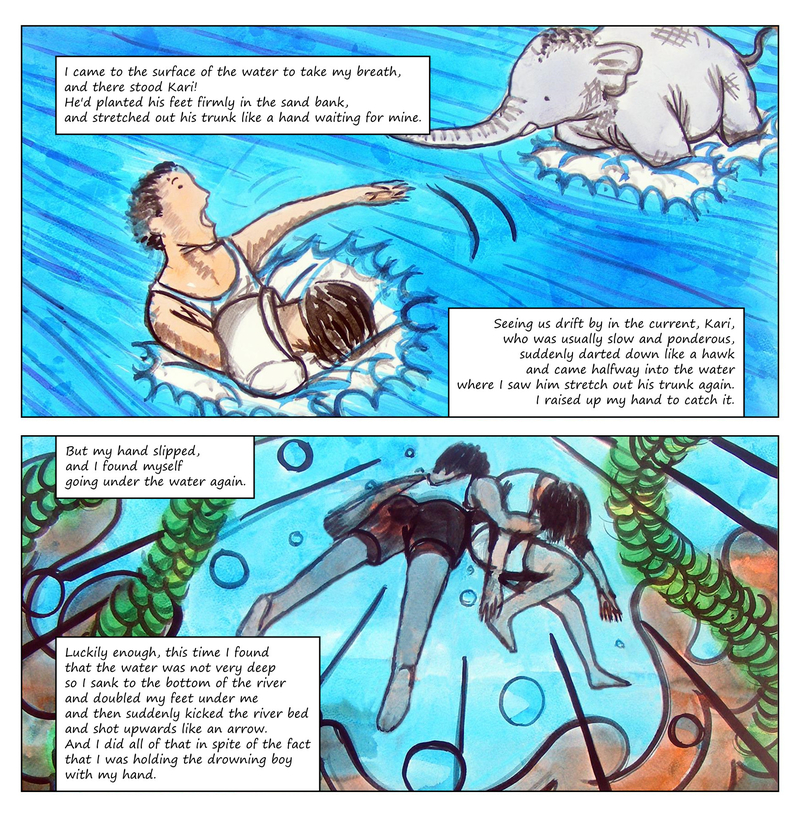 I came to the surface of the water to take my breath,
and there stood Kari!
He'd planted his feet firmly in the sand bank,
and stretched out his trunk like a hand waiting for mine.
Seeing us drift by in the current, Kari,
who was usually slow and ponderous,
suddenly darted down like a hawk
and came halfway into the water
where I saw him stretch out his trunk again.
I raised up my hand to catch it.
But my hand slipped,
and I found myself
going under the water again.
Luckily enough, this time I found
that the water was not very deep
so I sank to the bottom of the river
and doubled my feet under me
and then suddenly kicked the river bed
and shot upwards like an arrow.
And I did all of that in spite of the fact
that I was holding the drowning boy
with my hand.